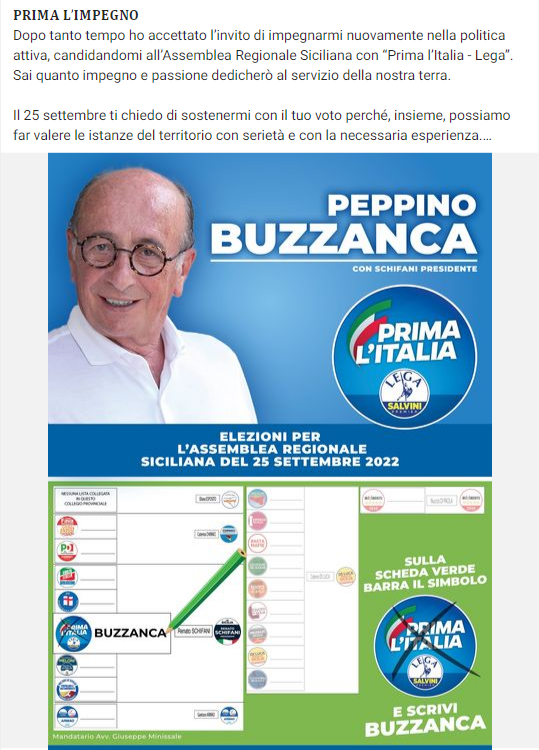 PRIMA L'IMPEGNO
Dopo tanto tempo ho accettato l'invito di impegnarmi nuovamente nella politica
attiva, candidandomi all'Assemblea Regionale Siciliana con "Prima l'Italia - Lega".
Sai quanto impegno e passione dedicherò al servizio della nostra terra.
Il 25 settembre ti chiedo di sostenermi con il tuo voto perché, insieme, possiamo
far valere le istanze del territorio con serietà e con la necessaria esperienza....
PEPPINO
BUZZANCA
CON SCHIFANI PRESIDENTE
PRIMA
L'ITALIA
LEGA
SALVINI
PREMIER
ELEZIONI PER
L'ASSEMBLEA REGIONALE
SICILIANA DEL 25 SETTEMBRE 2022
NESSUNA LISTA COLLEGATA
IN QUESTO
COLLEGIO PROVINCIALE
PRIMA
L'ITALIA
BUZZANCA
Renato SCHIFANI
SCHIFANI
SULLA
SCHEDA VERDE
BARRA IL SIMBOLO
PRIMA
L'ITALIA
LEGA
SALVINI
PREMIER
E SCRIVI
BUZZANCA
Mandatario Avv. Giuseppe Minissale